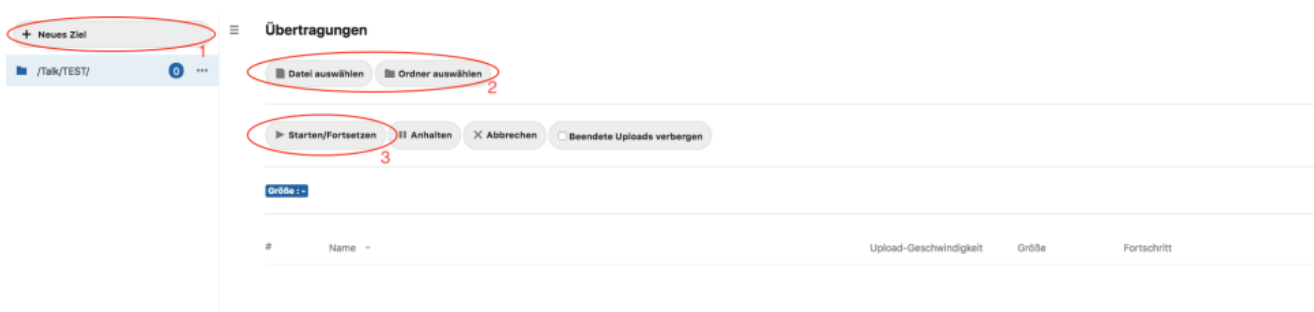 + Neues Ziel
1
/Talk/TEST/ 0 ...
Übertragungen
Datei auswählen Ordner auswählen
2
Starten/Fortsetzen Anhalten Abbrechen Beendete Uploads verbergen
3
Größe : -
# Name Upload-Geschwindigkeit Größe Fortschritt